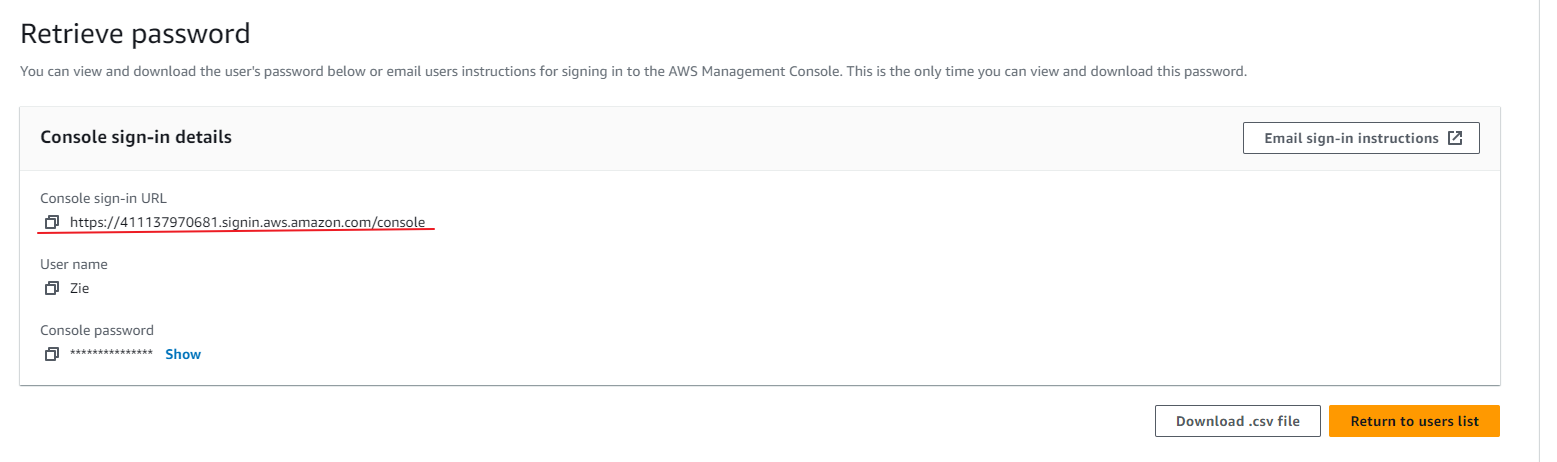 Retrieve password
You can view and download the user's password below or email users instructions for signing in to the AWS Management Console. This is the only time you can view and download this password.
Console sign-in details
Email sign-in instructions
Console sign-in URL
https://411137970681.signin.aws.amazon.com/console
User name
Zie
Console password
*************** Show
Download .csv file
Return to users list